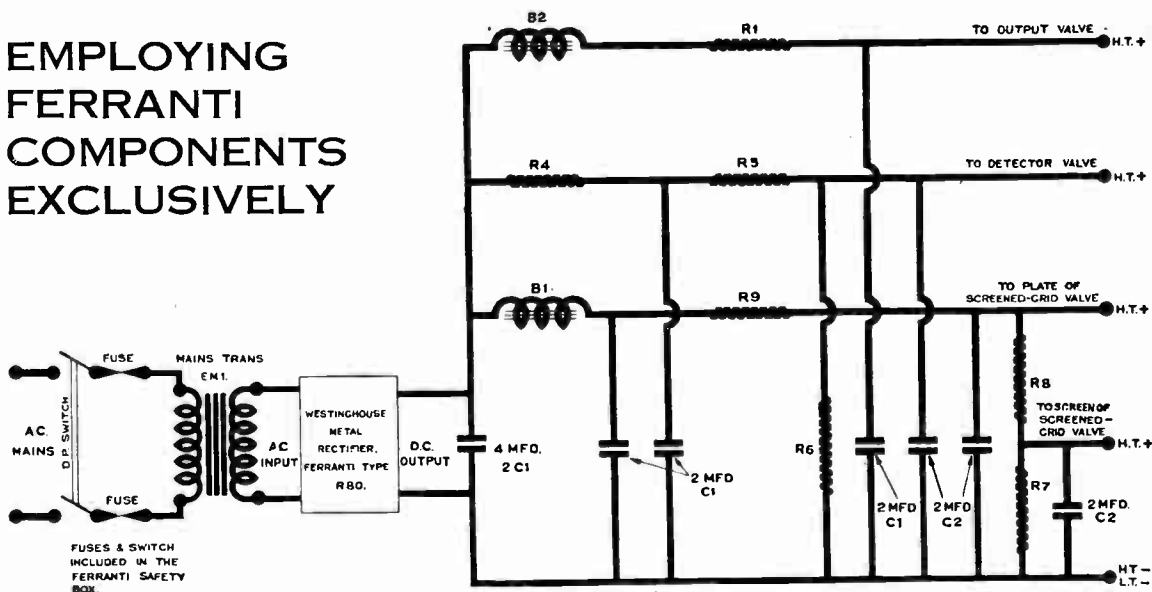 EMPLOYING
FERRANTI
COMPONENTS
EXCLUSIVELY
B2
R1
TO OUTPUT VALVE
H.T.+
R4
R5
TO DETECTOR VALVE
H.T.+
B1
R9
TO PLATE OF
SCREENED-GRID VALVE
H.T.+
FUSE
MAINS TRANS
EM1.
A.C.
MAINS
D.P. SWITCH
AC
INPUT
WESTINGHOUSE
METAL
RECTIFIER,
FERRANTI TYPE
R80.
D.C.
OUTPUT
4 MFD.
2 C1
2 MFD
C1
R6
2 MFD
C1
2 MFD
C2
R8
TO SCREEN OF
SCREENED-
GRID VALVE
H.T.+
R7
2 MFD.
C2
FUSE
FUSES & SWITCH
INCLUDED IN THE
FERRANTI SAFETY
BOX.
HT-
L.T.-